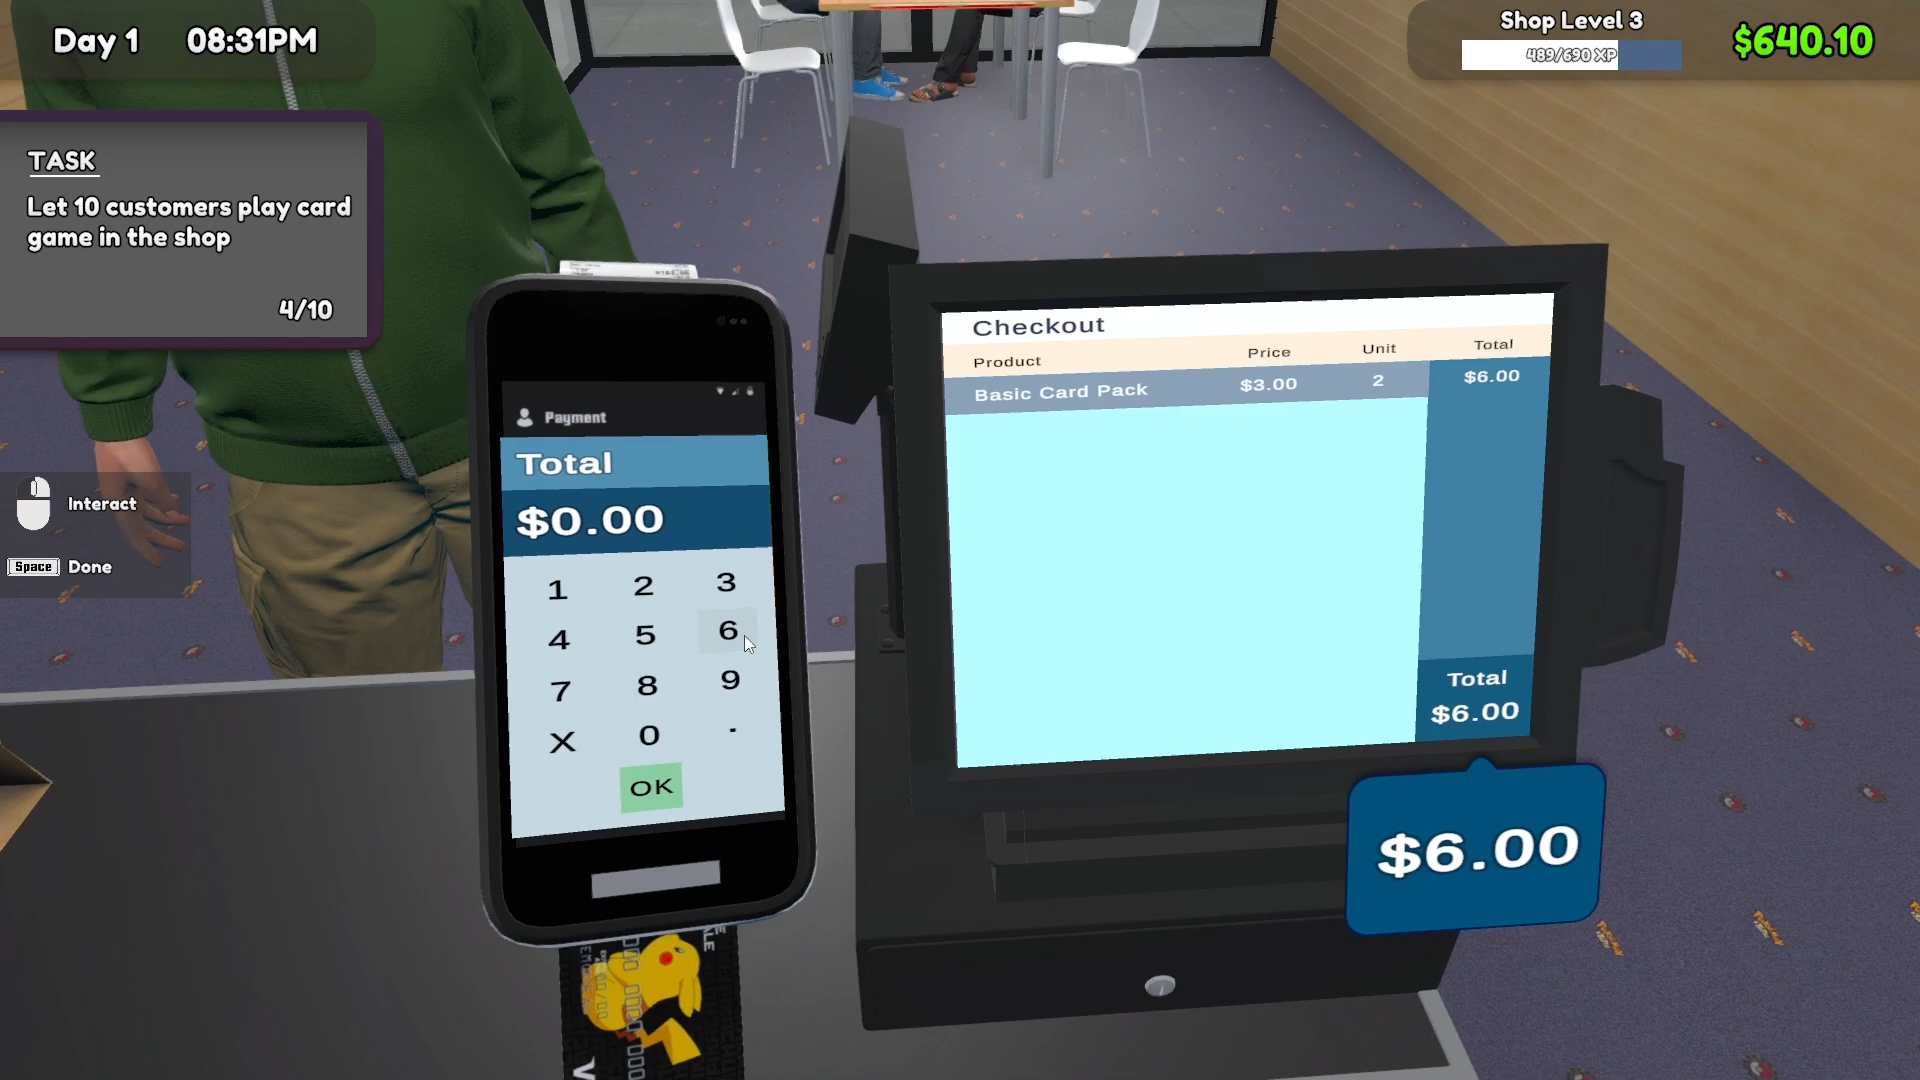 Day 1 08:31PM
Shop Level 3
489/690 XP
$640.10
TASK
Let 10 customers play card
game in the shop
4/10
Interact
Space Done
Payment
Total
$0.00
1 2 3
4 5 6
7 8 9
X 0 .
OK
Checkout
Product Price Unit Total
Basic Card Pack $3.00 2 $6.00
Total
$6.00
$6.00